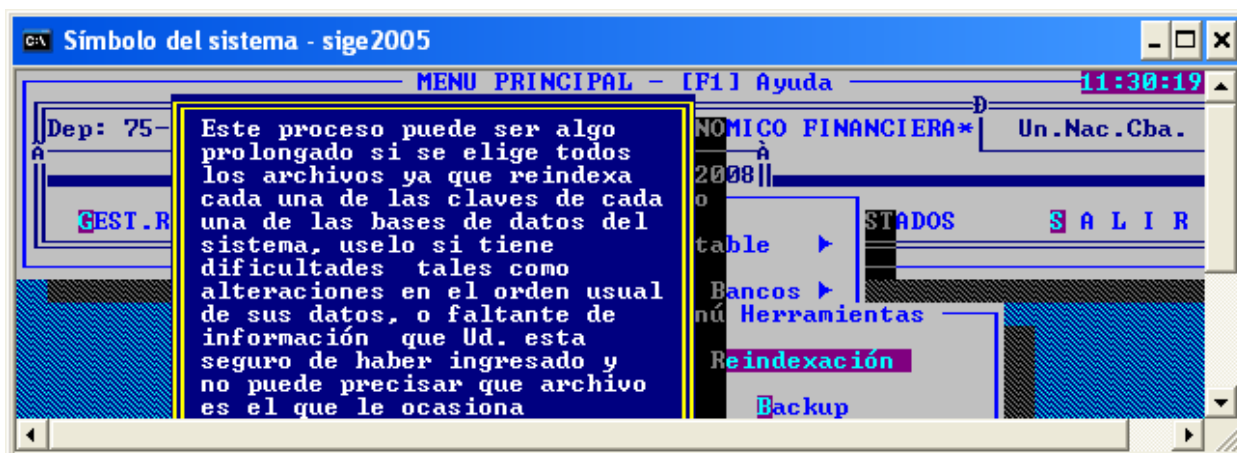 Símbolo del sistema - sige2005
MENU PRINCIPAL - [F1] Ayuda 11:30:19
Dep: 75- NOMICO FINANCIERA* Un.Nac.Cba.
2008
GEST.R STADOS S A L I R
Este proceso puede ser algo
prolongado si se elige todos
los archivos ya que reindexa
cada una de las claves de cada
una de las bases de datos del
sistema, uselo si tiene
dificultades tales como
alteraciones en el orden usual
de sus datos, o faltante de
información que Ud. esta
seguro de haber ingresado y
no puede precisar que archivo
es el que le ocasiona
o
table
Bancos
nú Herramientas
Reindexación
Backup